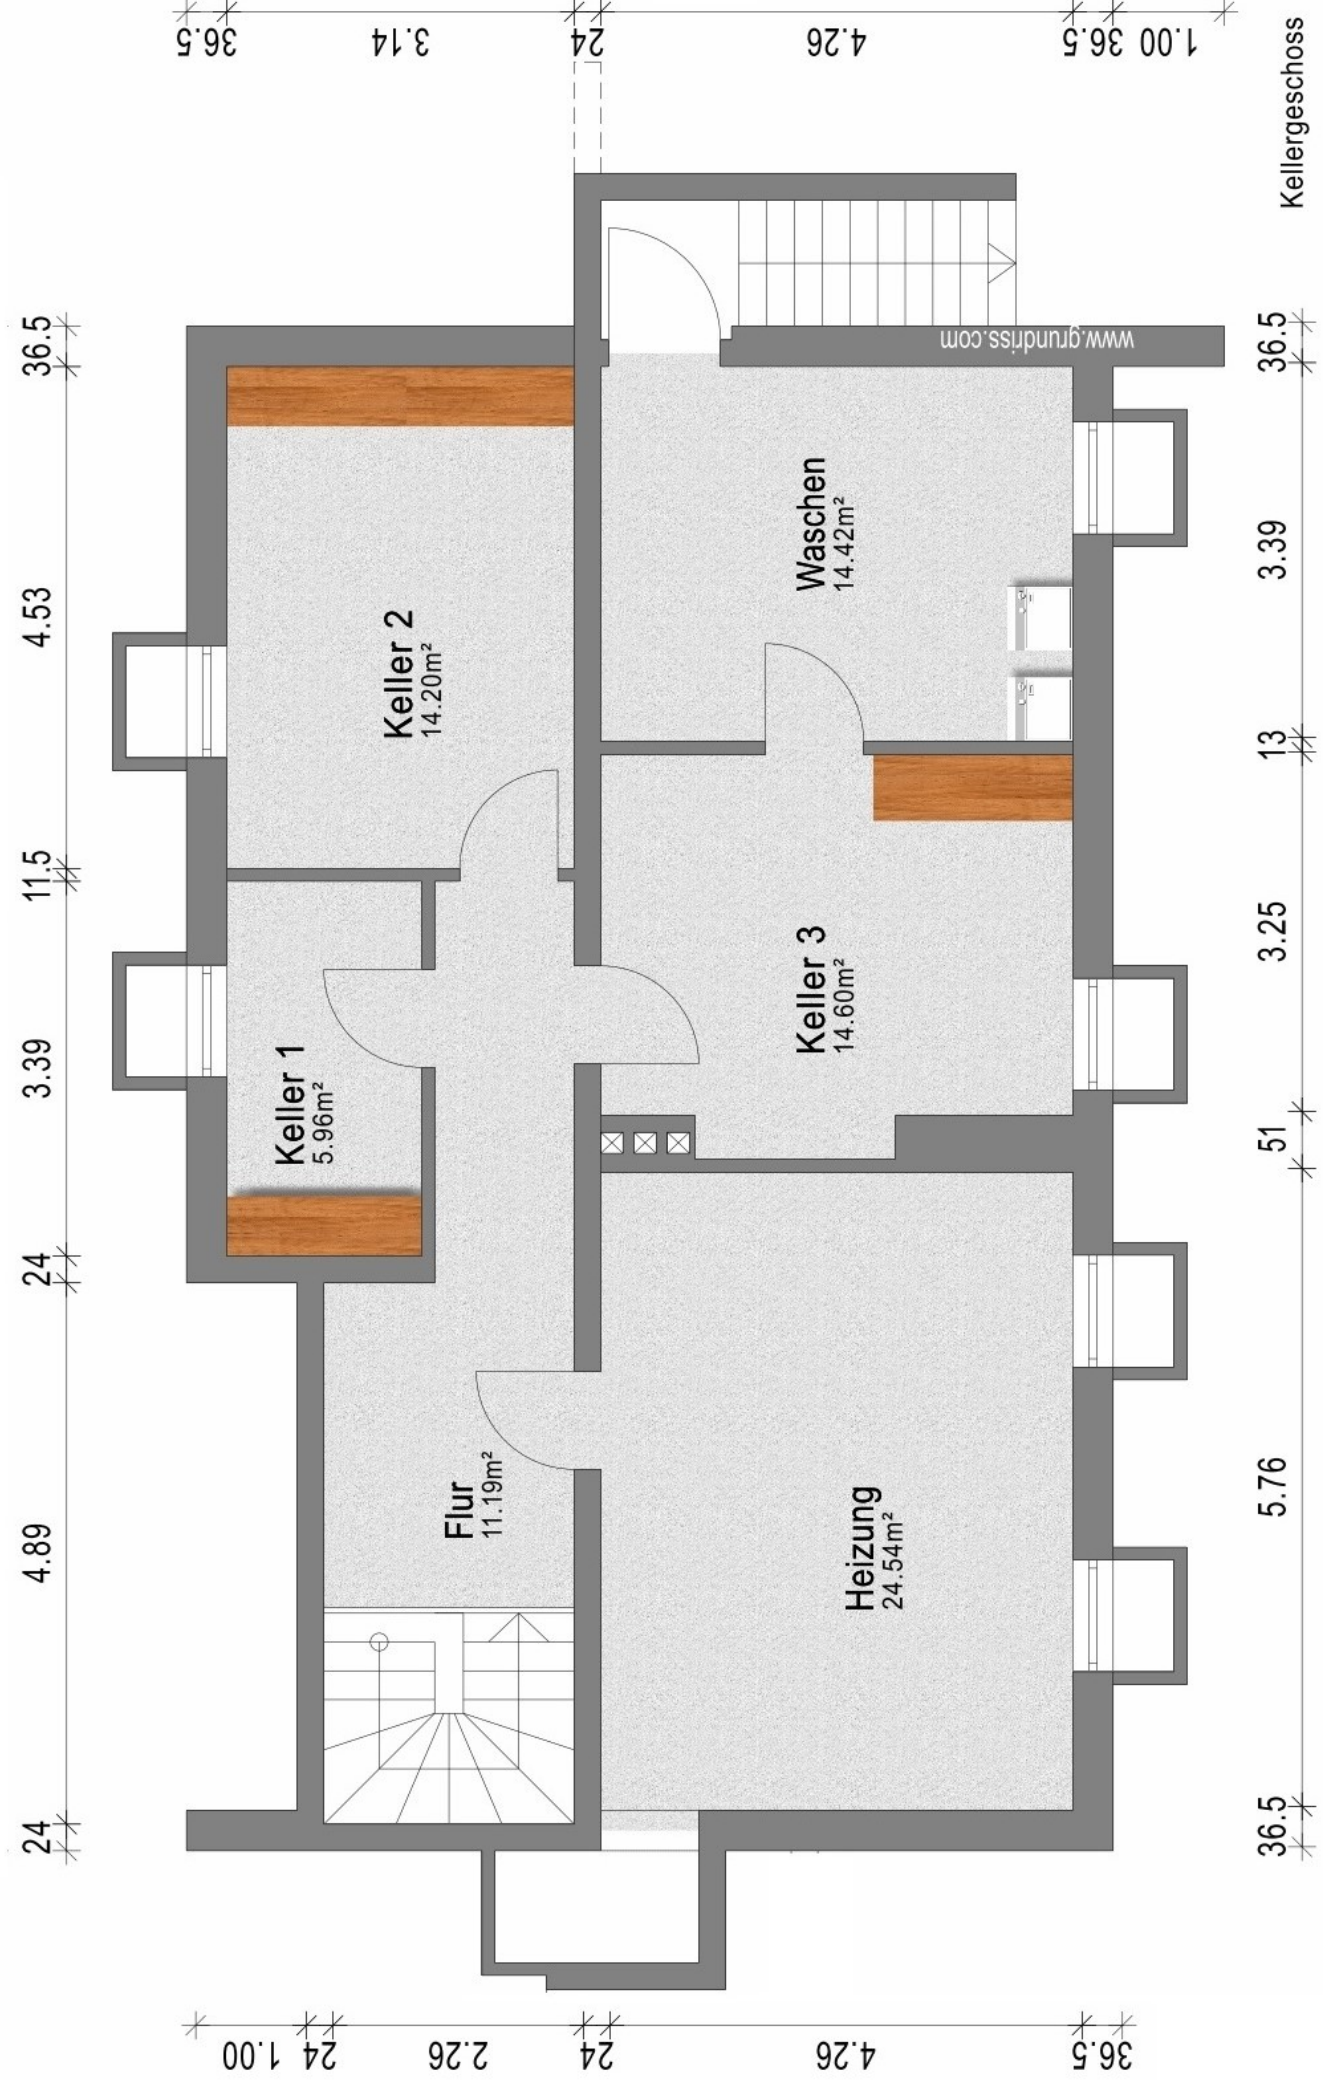 36.5
3.14
24
4.26
36.5
1.00
Kellergeschoss
36.5
4.53
11.5
3.39
24
4.89
24
Keller 2
14.20m²
Keller 1
5.96m²
Waschen
14.42m²
www.grundriss.com
Keller 3
14.60m²
Flur
11.19m²
Heizung
24.54m²
36.5
3.39
13
3.25
51
5.76
36.5
1.00
24
2.26
24
4.26
36.5